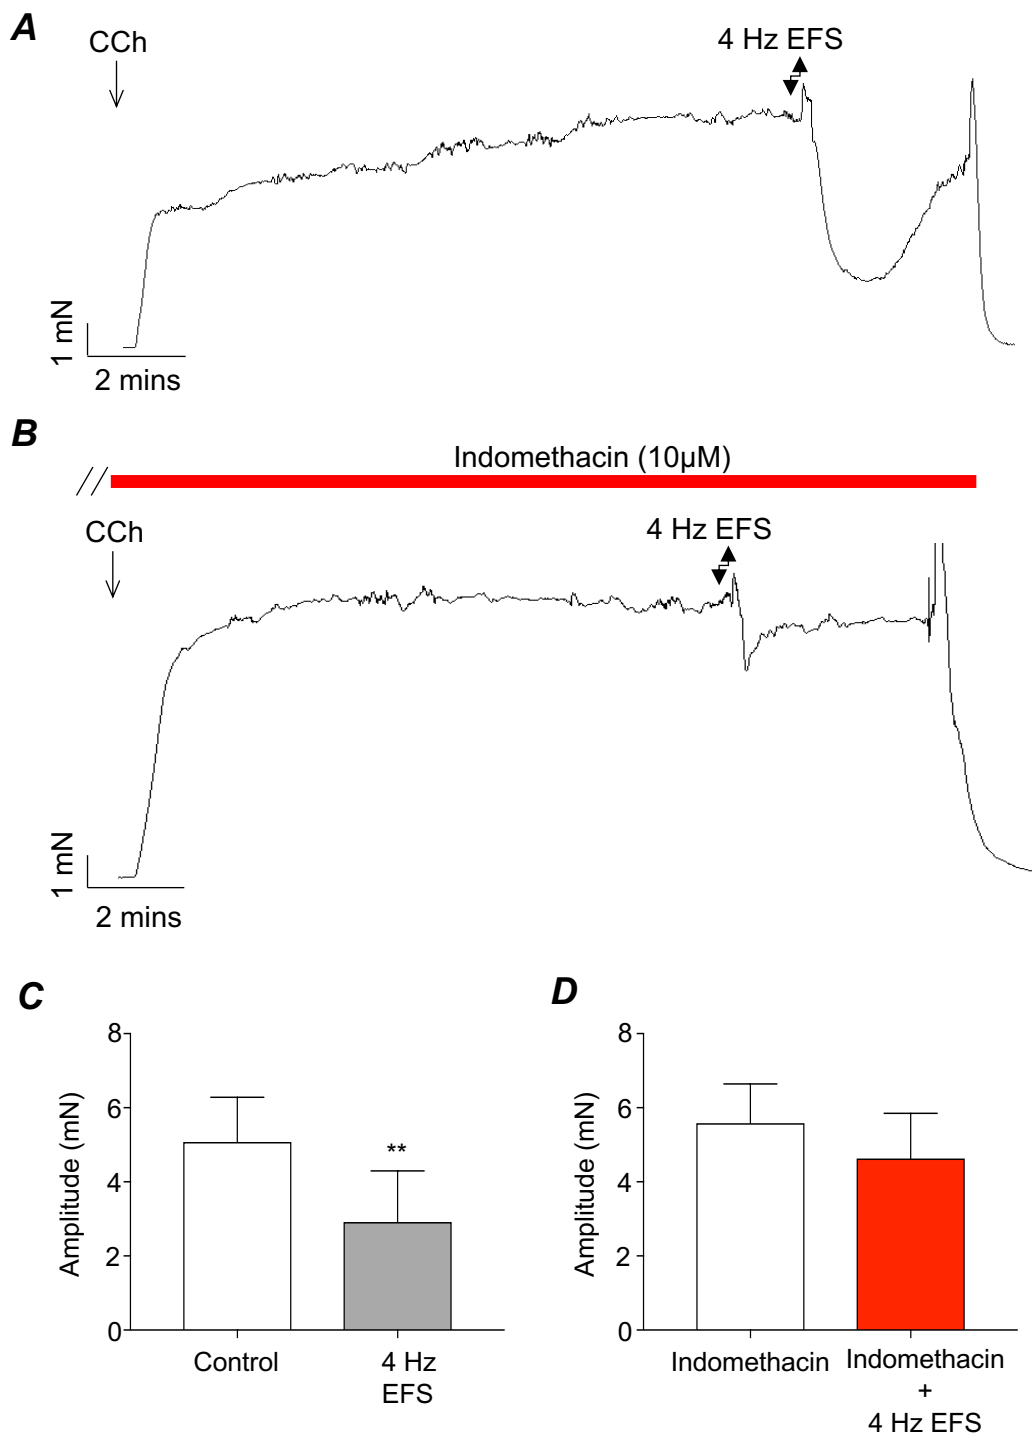 A
CCh
4 Hz EFS
1 mN
2 mins
B
Indomethacin (10µM)
CCh
4 Hz EFS
1 mN
2 mins
C
D
8
6
4
2
0
Amplitude (mN)
**
Control
4 Hz
EFS
8
6
4
2
0
Amplitude (mN)
Indomethacin
Indomethacin
+
4 Hz EFS